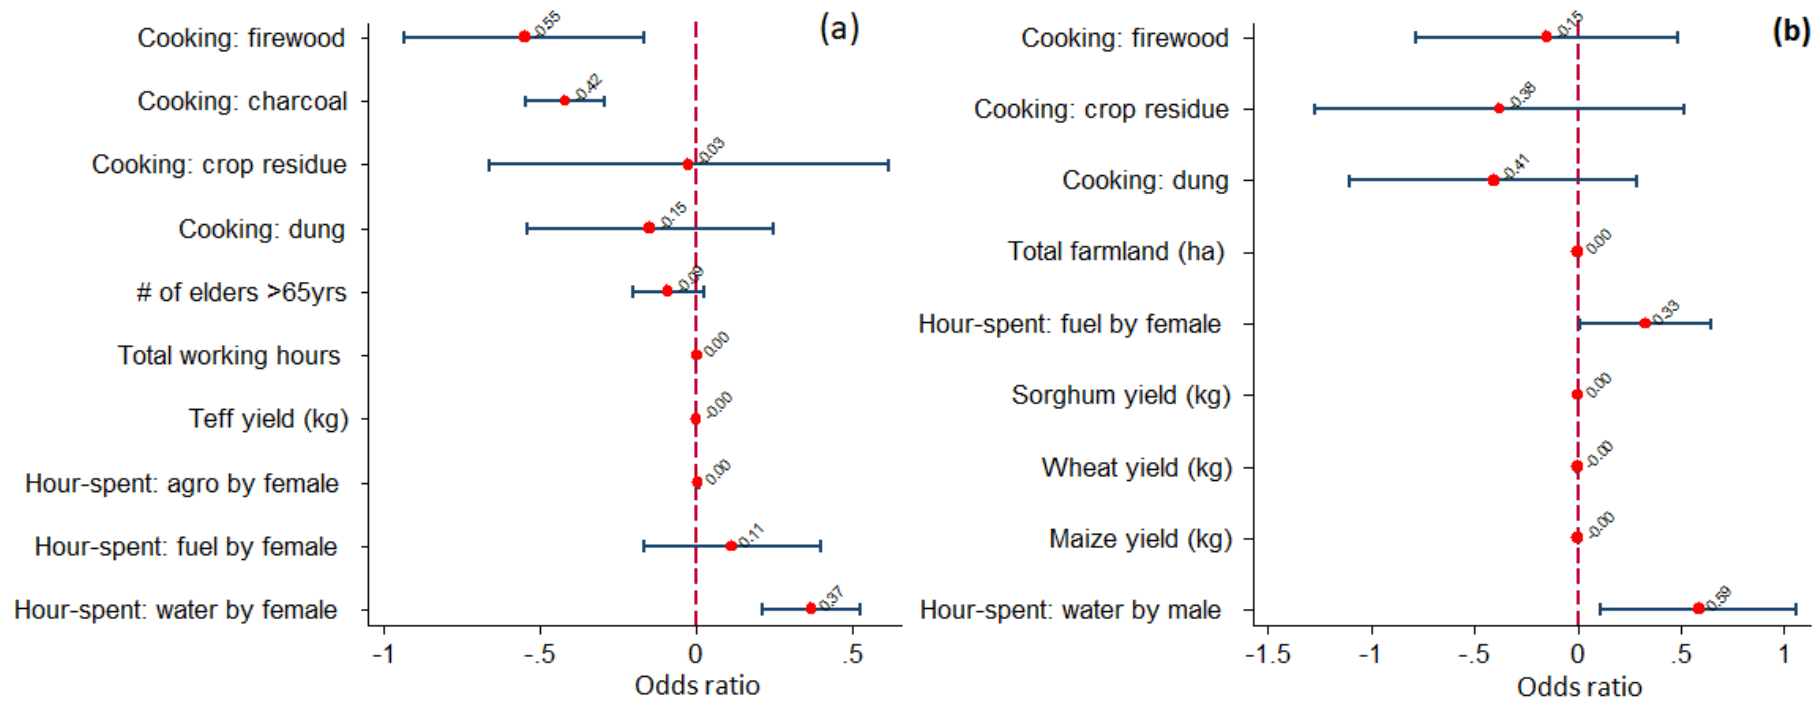 (a)
Cooking: firewood
-0.55
Cooking: charcoal
-0.42
Cooking: crop residue
-0.03
Cooking: dung
-0.15
# of elders >65yrs
-0.09
Total working hours
0.00
Teff yield (kg)
-0.00
Hour-spent: agro by female
0.00
Hour-spent: fuel by female
0.11
Hour-spent: water by female
0.37
-1 -.5 0 .5
Odds ratio
(b)
Cooking: firewood
-0.15
Cooking: crop residue
-0.38
Cooking: dung
-0.41
Total farmland (ha)
0.00
Hour-spent: fuel by female
0.33
Sorghum yield (kg)
0.00
Wheat yield (kg)
-0.00
Maize yield (kg)
-0.00
Hour-spent: water by male
0.59
-1.5 -1 -.5 0 .5 1
Odds ratio